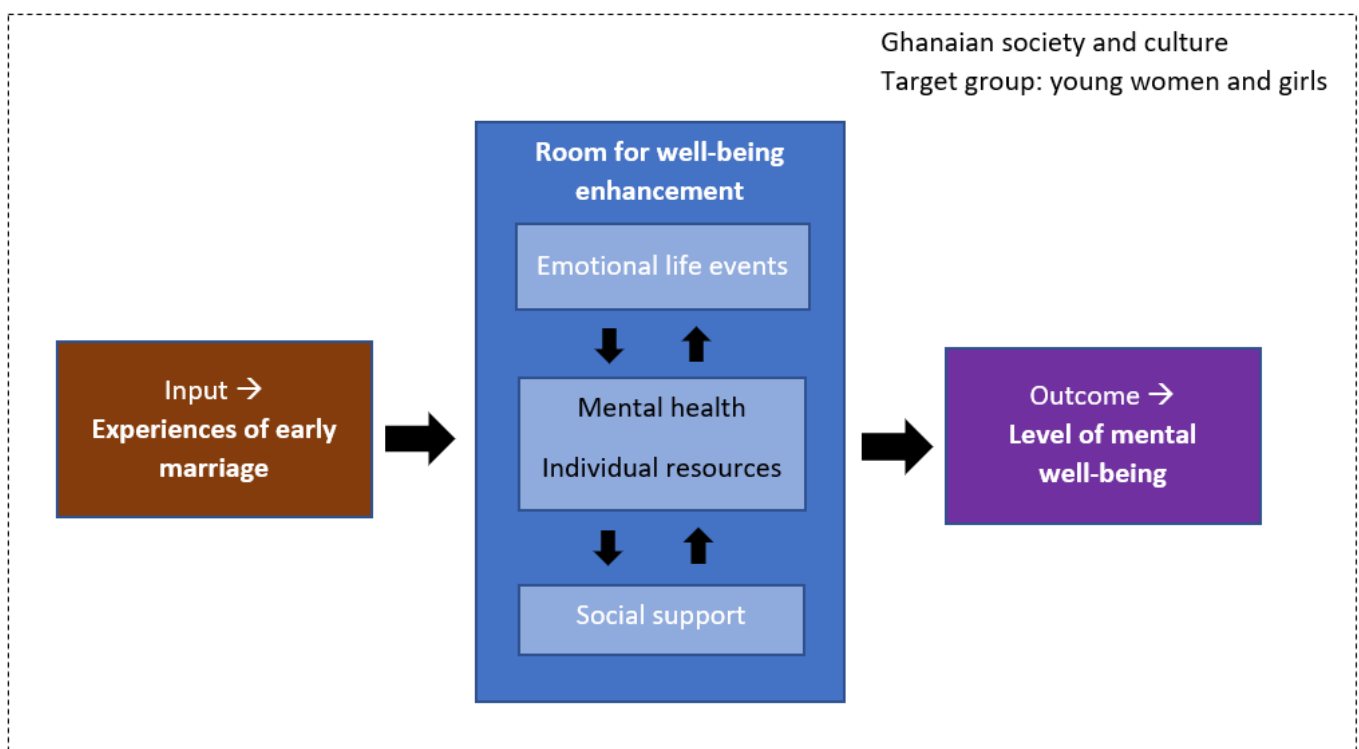 Ghanaian society and culture
Target group: young women and girls
Room for well-being
enhancement
Emotional life events
Input →
Experiences of early
marriage
Mental health
Individual resources
Outcome →
Level of mental
well-being
Social support